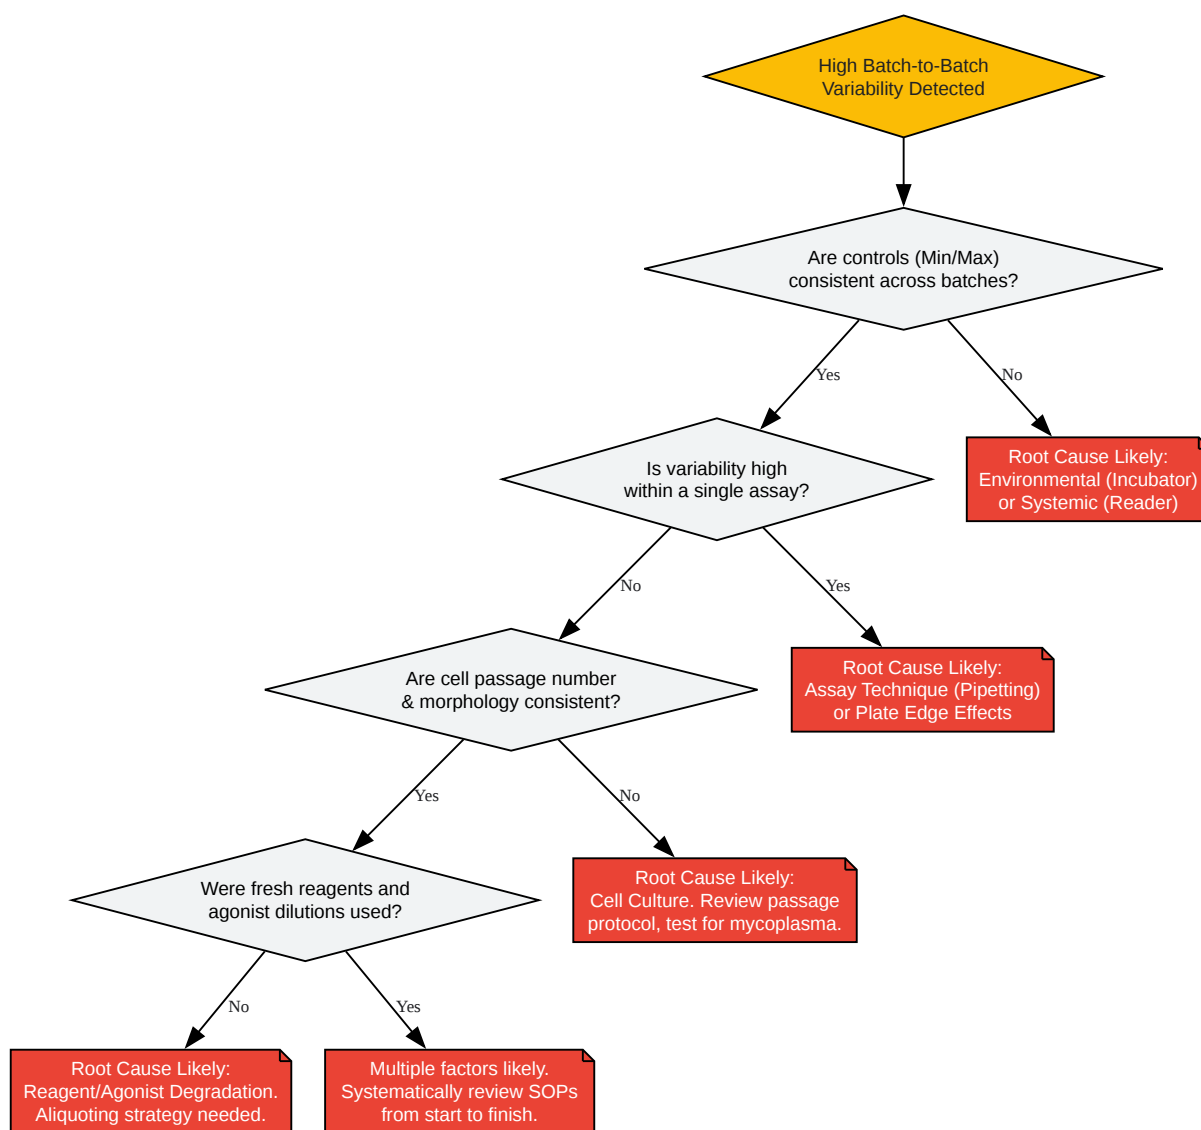 High Batch-to-Batch
Variability Detected
Are controls (Min/Max)
consistent across batches?
Yes
No
Is variability high
within a single assay?
Root Cause Likely:
Environmental (Incubator)
or Systemic (Reader)
No
Yes
Are cell passage number
& morphology consistent?
Root Cause Likely:
Assay Technique (Pipetting)
or Plate Edge Effects
Yes
No
Were fresh reagents and
agonist dilutions used?
Root Cause Likely:
Cell Culture. Review passage
protocol, test for mycoplasma.
No
Yes
Root Cause Likely:
Reagent/Agonist Degradation.
Aliquoting strategy needed.
Multiple factors likely.
Systematically review SOPs
from start to finish.